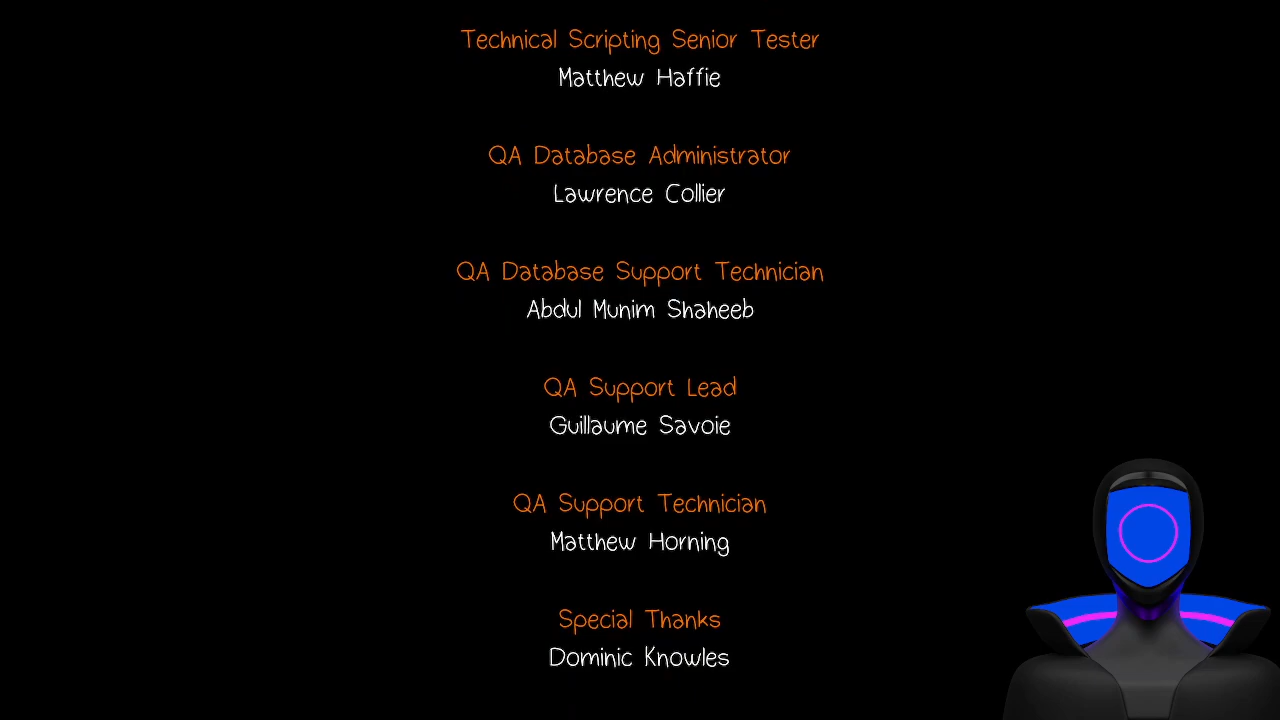 Technical Scripting Senior Tester
Matthew Haffie
QA Database Administrator
Lawrence Collier
QA Database Support Technician
Abdul Munim Shaheeb
QA Support Lead
Guillaume Savoie
QA Support Technician
Matthew Horning
Special Thanks
Dominic Knowles